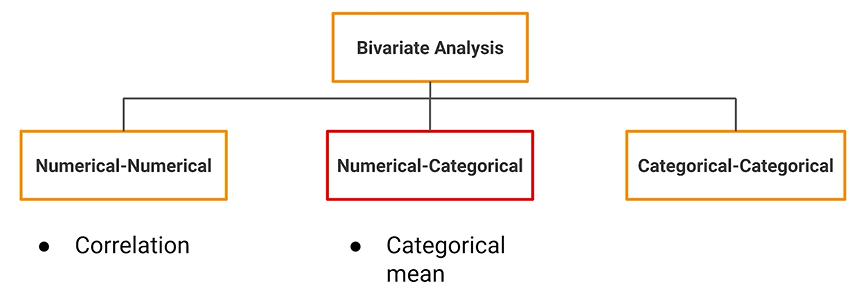 Bivariate Analysis
Numerical-Numerical
Numerical-Categorical
Categorical-Categorical
● Correlation
● Categorical
mean